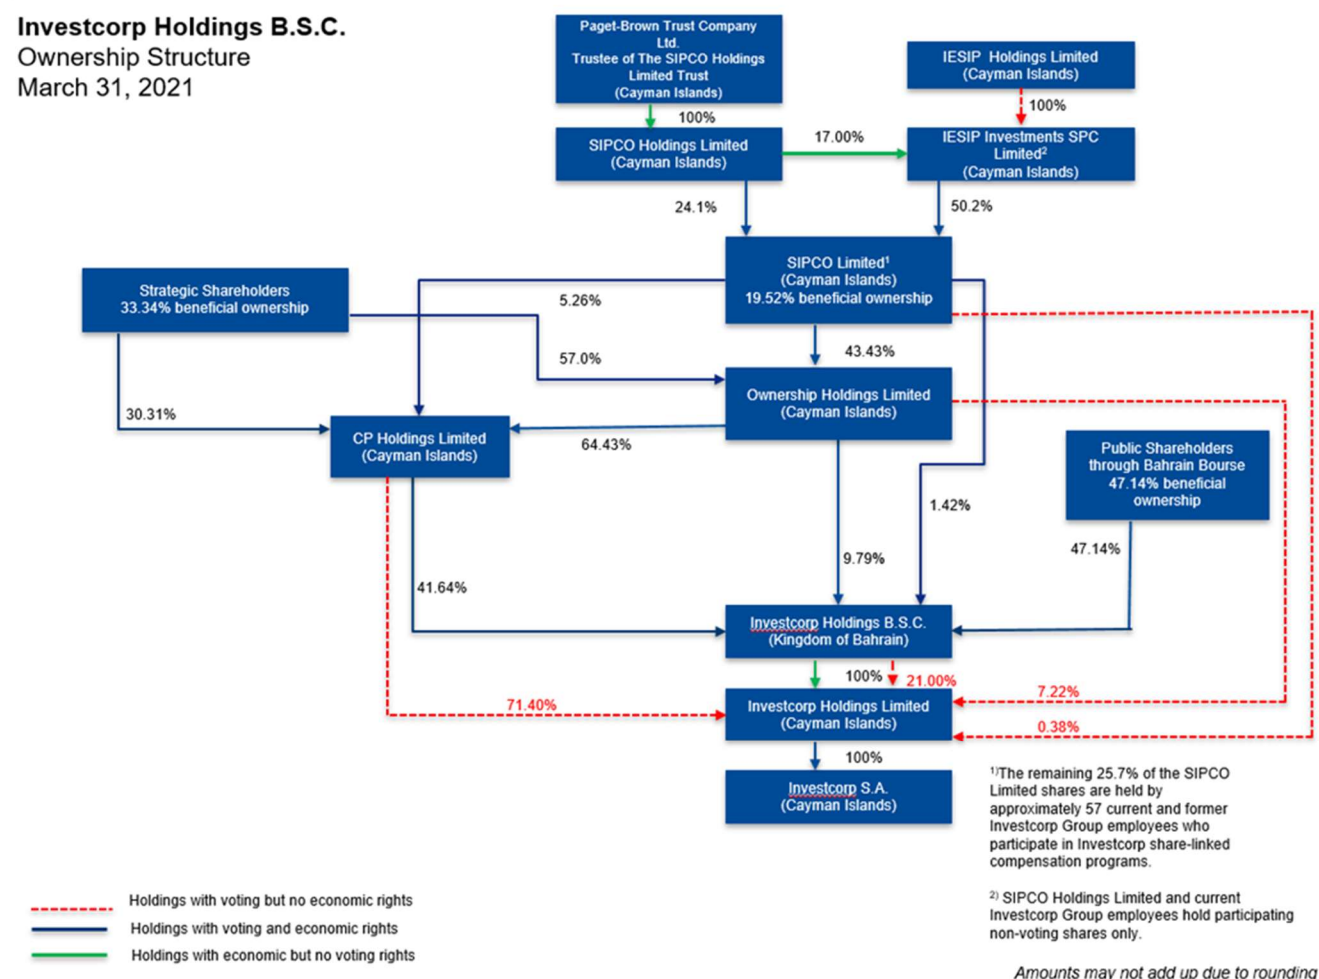 Investcorp Holdings B.S.C.
Ownership Structure
March 31, 2021
Paget-Brown Trust Company
Ltd.
Trustee of The SIPCO Holdings
Limited Trust
(Cayman Islands)
IESIP Holdings Limited
(Cayman Islands)
100%
100%
SIPCO Holdings Limited
(Cayman Islands)
17.00%
IESIP Investments SPC
Limited²
(Cayman Islands)
24.1%
50.2%
SIPCO Limited¹
(Cayman Islands)
19.52% beneficial ownership
Strategic Shareholders
33.34% beneficial ownership
5.26%
43.43%
57.0%
Ownership Holdings Limited
(Cayman Islands)
30.31%
CP Holdings Limited
(Cayman Islands)
64.43%
Public Shareholders
through Bahrain Bourse
47.14% beneficial
ownership
1.42%
47.14%
9.79%
41.64%
Investcorp Holdings B.S.C.
(Kingdom of Bahrain)
100%
21.00%
71.40%
Investcorp Holdings Limited
(Cayman Islands)
7.22%
0.38%
100%
Investcorp S.A.
(Cayman Islands)
¹⁾The remaining 25.7% of the SIPCO
Limited shares are held by
approximately 57 current and former
Investcorp Group employees who
participate in Investcorp share-linked
compensation programs.
²⁾ SIPCO Holdings Limited and current
Investcorp Group employees hold participating
non-voting shares only.
Amounts may not add up due to rounding
Holdings with voting but no economic rights
Holdings with voting and economic rights
Holdings with economic but no voting rights